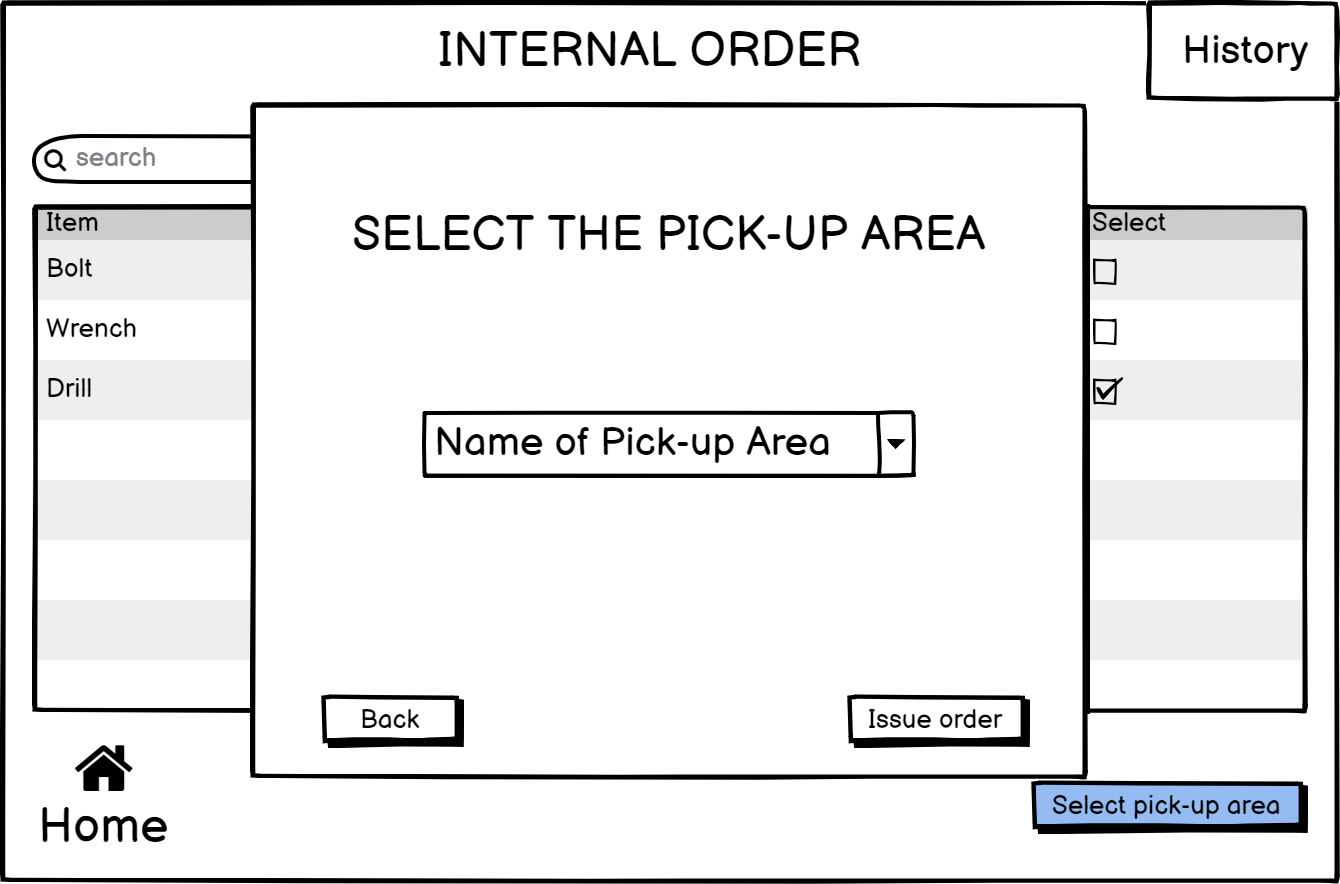 INTERNAL ORDER
History
search
SELECT THE PICK-UP AREA
Item
Select
Bolt
Wrench
Drill
Name of Pick-up Area
Back
Issue order
Home
Select pick-up area